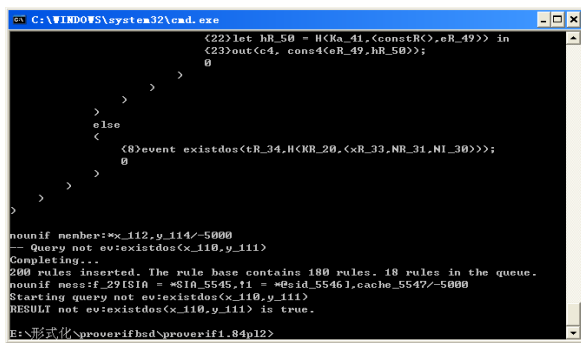 C:\WINDOWS\system32\cmd.exe
{22}let hR_50 = H(Ka_41,(constR(),eR_49)) in
{23}out(c4, cons4(eR_49,hR_50));
0
)
)
)
)
else
(
{8}event existdos(tR_34,H(KR_20,(xR_33,NR_31,NI_30)));
0
)
)
)
)
nounif member:*x_112,y_114/-5000
-- Query not ev:existdos(x_110,y_111)
Completing...
200 rules inserted. The rule base contains 180 rules. 18 rules in the queue.
nounif mess:f_29[SIA = *SIA_5545,!1 = *@sid_5546],cache_5547/-5000
Starting query not ev:existdos(x_110,y_111)
RESULT not ev:existdos(x_110,y_111) is true.
E:\形式化\proverifbsd\proverif1.84pl2>